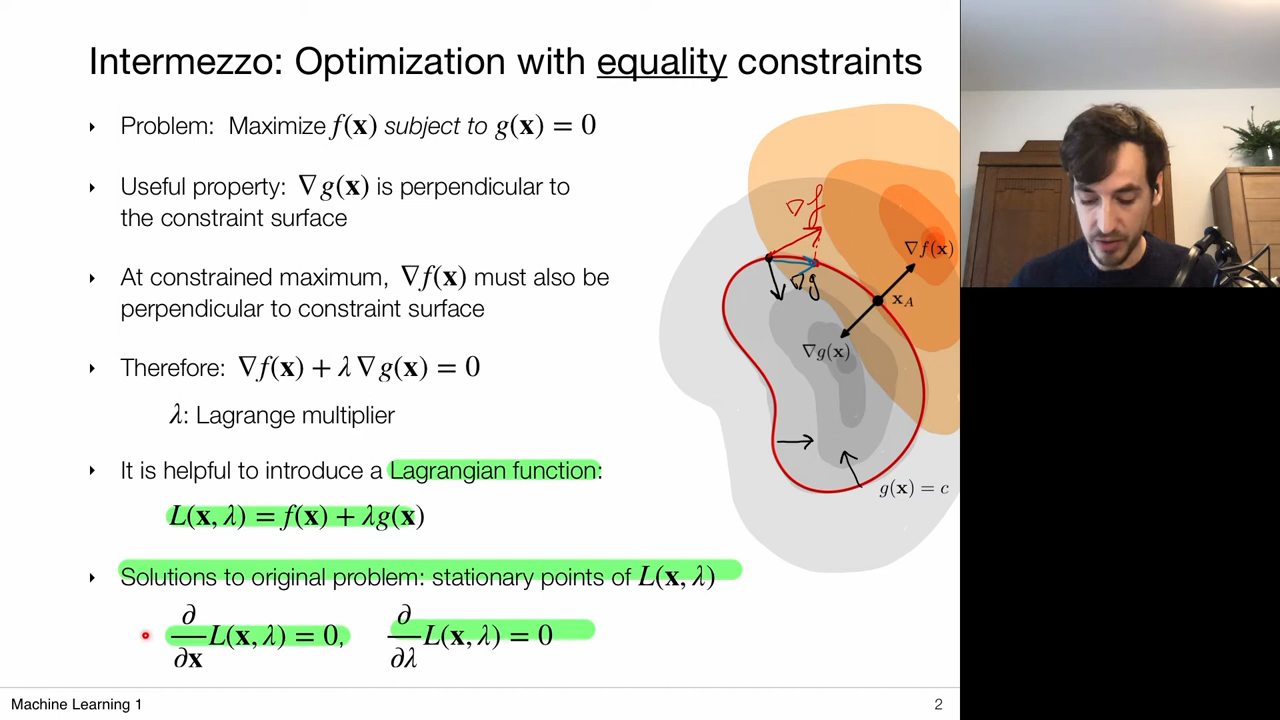 Intermezzo: Optimization with equality constraints
‣ Problem: Maximize f(x) subject to g(x) = 0
‣ Useful property: ∇g(x) is perpendicular to
the constraint surface
‣ At constrained maximum, ∇f(x) must also be
perpendicular to constraint surface
‣ Therefore: ∇f(x) + λ∇g(x) = 0
λ: Lagrange multiplier
‣ It is helpful to introduce a Lagrangian function:
L(x, λ) = f(x) + λg(x)
‣ Solutions to original problem: stationary points of L(x, λ)
∂/∂x L(x, λ) = 0, ∂/∂λ L(x, λ) = 0
∇f
∇g
∇f(x)
x_A
∇g(x)
g(x) = c
Machine Learning 1
2